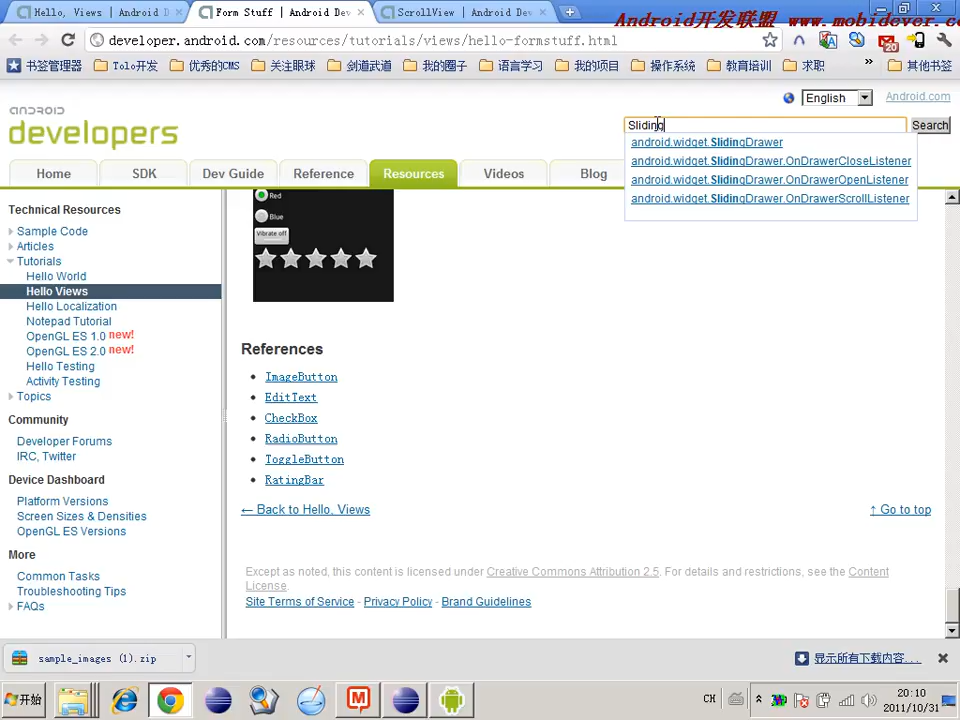 Hello, Views | Android D
Form Stuff | Android Dev
ScrollView | Android Dev
Android开发联盟 www.mobidever.c
developer.android.com/resources/tutorials/views/hello-formstuff.html
20
书签管理器 Tolo开发 优秀的CMS 关注眼球 剑道武道 我的圈子 语言学习 我的项目 操作系统 教育培训 求职 » 其他书签
English Android.com
android
developers
Sliding Search
android.widget.SlidingDrawer
android.widget.SlidingDrawer.OnDrawerCloseListener
android.widget.SlidingDrawer.OnDrawerOpenListener
android.widget.SlidingDrawer.OnDrawerScrollListener
Home SDK Dev Guide Reference Resources Videos Blog
Technical Resources
Sample Code
Articles
Tutorials
Hello World
Hello Views
Hello Localization
Notepad Tutorial
OpenGL ES 1.0 new!
OpenGL ES 2.0 new!
Hello Testing
Activity Testing
Topics
Community
Developer Forums
IRC, Twitter
Device Dashboard
Platform Versions
Screen Sizes & Densities
OpenGL ES Versions
More
Common Tasks
Troubleshooting Tips
FAQs
Red
Blue
Vibrate off
References
ImageButton
EditText
CheckBox
RadioButton
ToggleButton
RatingBar
← Back to Hello, Views ↑ Go to top
Except as noted, this content is licensed under Creative Commons Attribution 2.5. For details and restrictions, see the Content
License.
Site Terms of Service - Privacy Policy - Brand Guidelines
sample_images (1).zip
显示所有下载内容...
开始
CH
20:10
2011/10/31